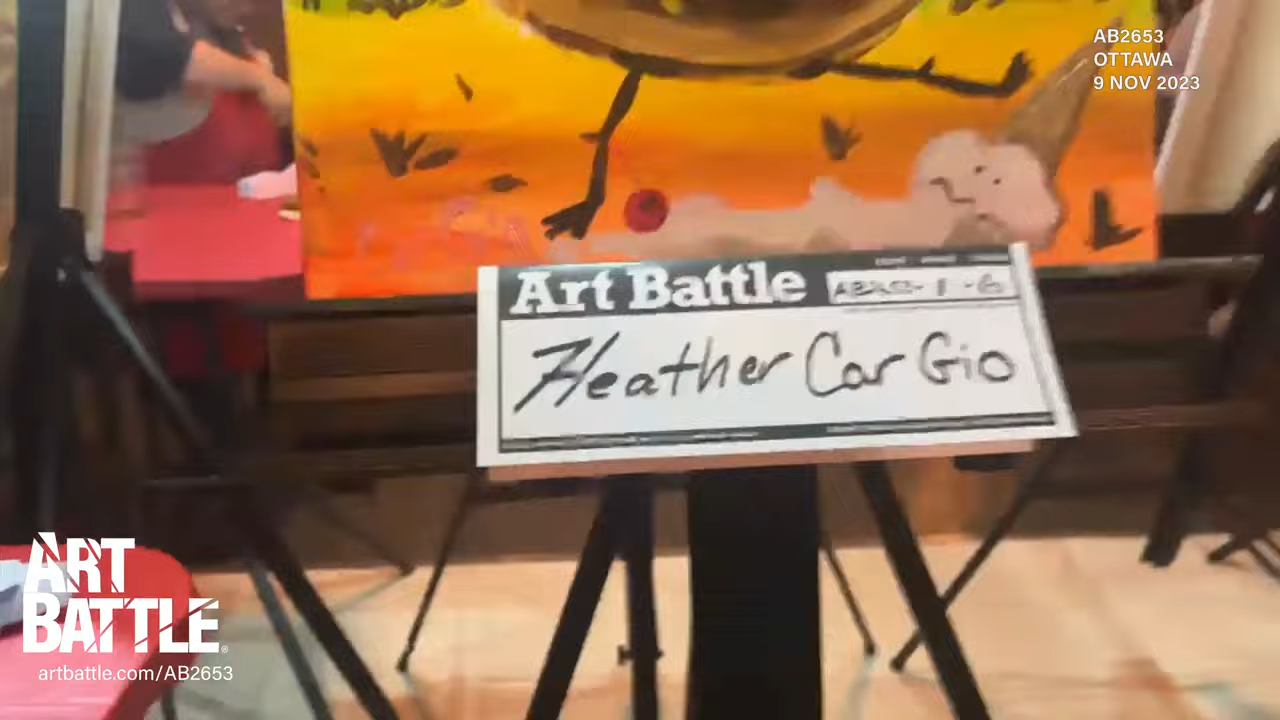 AB2653
OTTAWA
9 NOV 2023
Art Battle
Heather Car Gio
ART
BATTLE
artbattle.com/AB2653